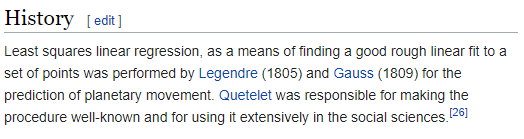 History [ edit ]
Least squares linear regression, as a means of finding a good rough linear fit to a
set of points was performed by Legendre (1805) and Gauss (1809) for the
prediction of planetary movement. Quetelet was responsible for making the
procedure well-known and for using it extensively in the social sciences.[26]